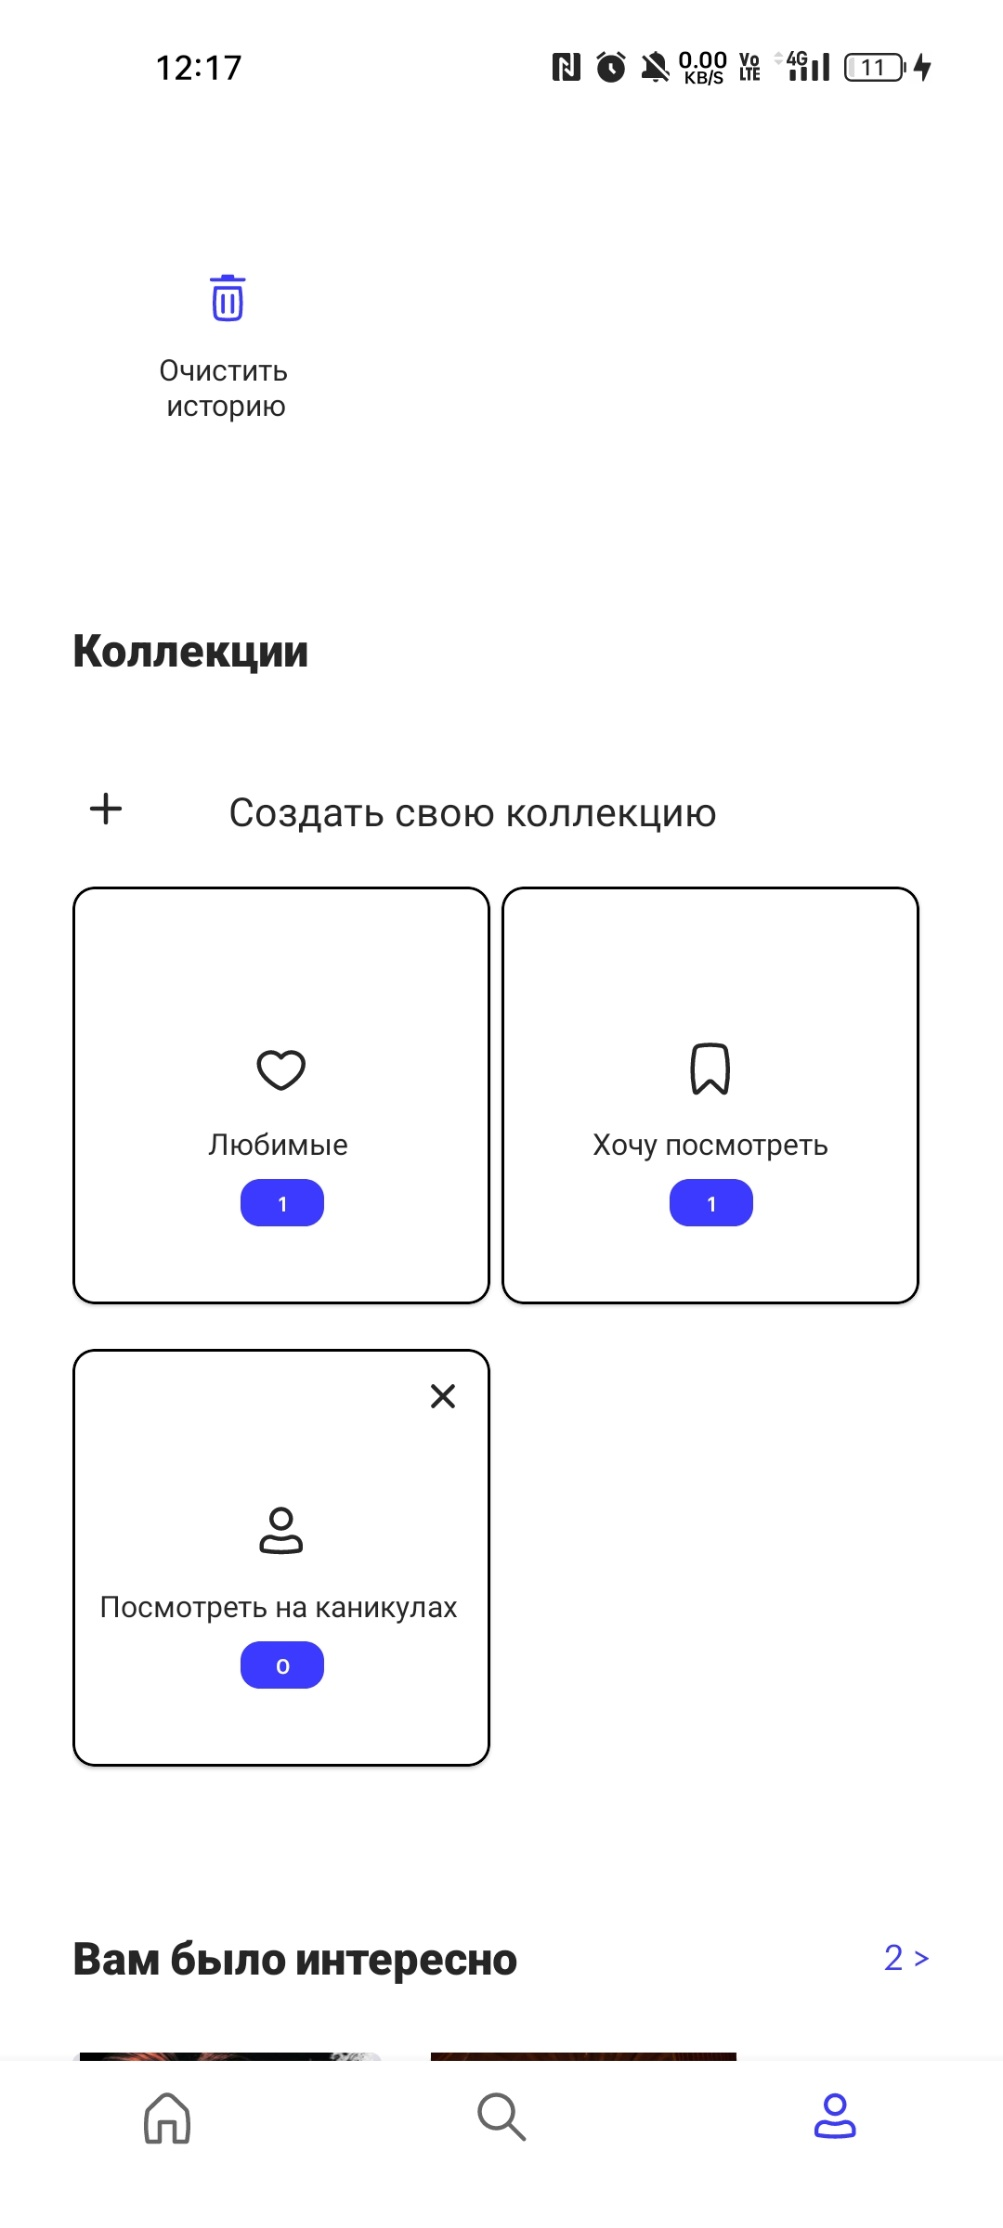 12:17
0.00 KB/S Vo LTE 4G 11
Очистить
историю
Коллекции
+ Создать свою коллекцию
Любимые
1
Хочу посмотреть
1
Посмотреть на каникулах
0
Вам было интересно
2 >